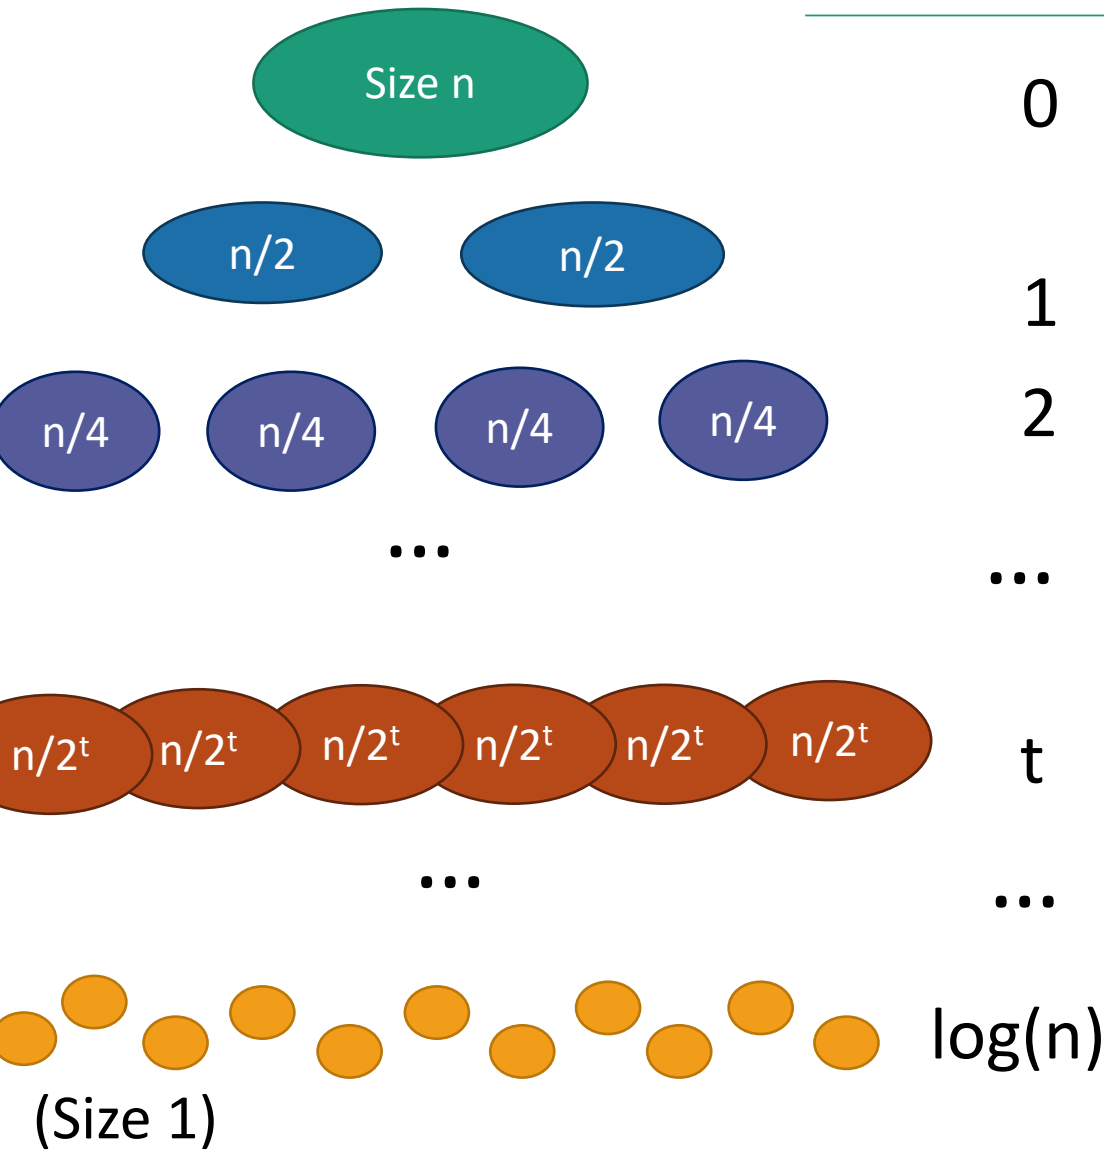 Size n 0
n/2 n/2
1
n/4 n/4 n/4 n/4 2
... ...
n/2ᵗ n/2ᵗ n/2ᵗ n/2ᵗ n/2ᵗ n/2ᵗ t
... ...
log(n)
(Size 1)